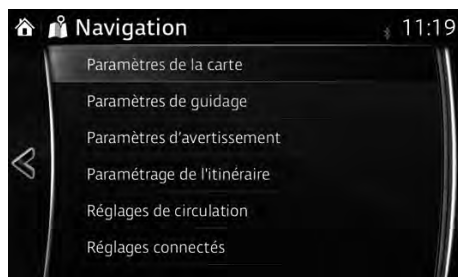 Navigation 11:19
Paramètres de la carte
Paramètres de guidage
Paramètres d'avertissement
Paramétrage de l'itinéraire
Réglages de circulation
Réglages connectés